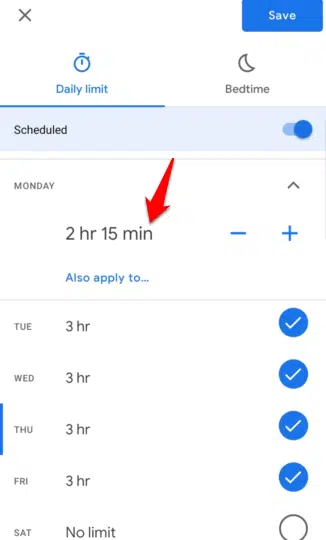 Save
Daily limit
Bedtime
Scheduled
MONDAY
2 hr 15 min
Also apply to...
TUE 3 hr
WED 3 hr
THU 3 hr
FRI 3 hr
SAT No limit